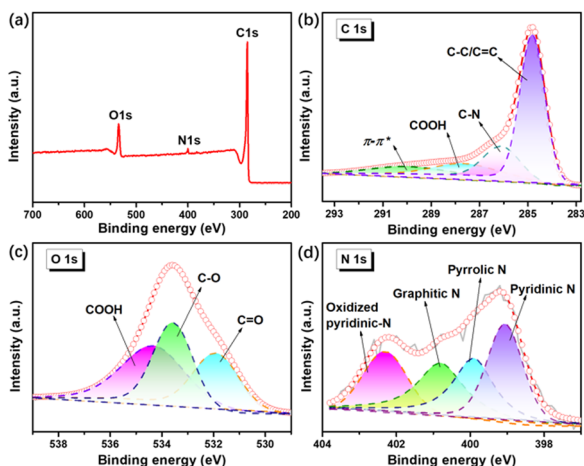 (a)
C1s
O1s
N1s
Intensity (a.u.)
700 600 500 400 300 200
Binding energy (eV)
(b)
C 1s
C-C/C=C
C-N
COOH
π-π*
Intensity (a.u.)
293 291 289 287 285 283
Binding energy (eV)
(c)
O 1s
C-O
COOH
C=O
Intensity (a.u.)
538 536 534 532 530
Binding energy (eV)
(d)
N 1s
Pyrrolic N
Graphitic N
Pyridinic N
Oxidized
pyridinic-N
Intensity (a.u.)
404 402 400 398
Binding energy (eV)